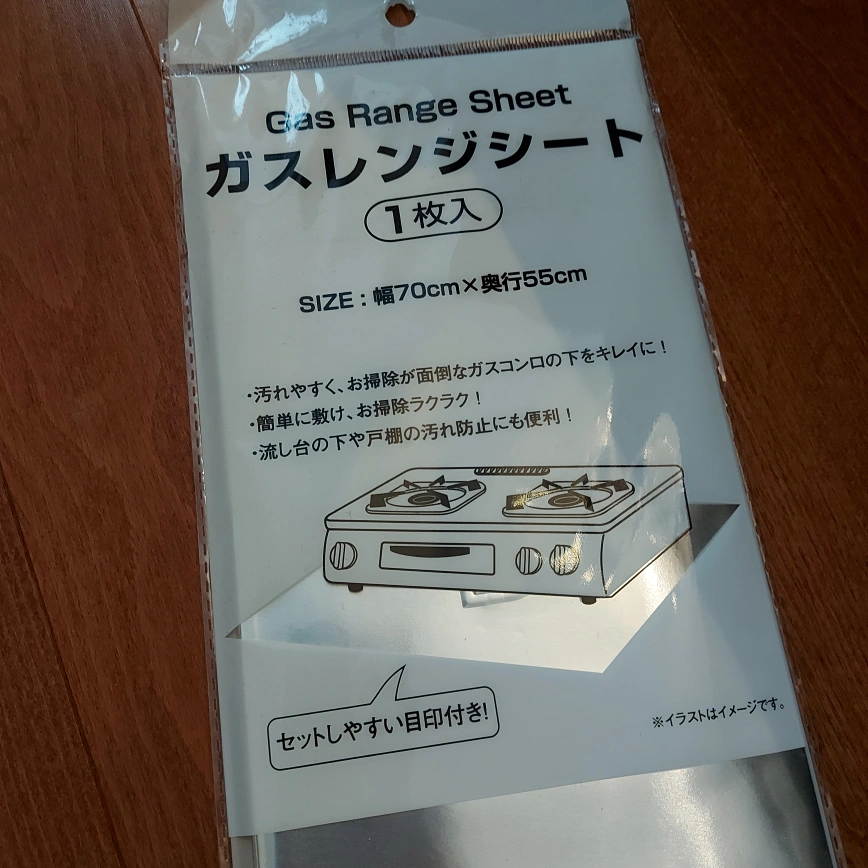 Gas Range Sheet
ガスレンジシート
1枚入
SIZE：幅70cm×奥行55cm
・汚れやすく、お掃除が面倒なガスコンロの下をキレイに！
・簡単に敷け、お掃除ラクラク！
・流し台の下や戸棚の汚れ防止にも便利！
セットしやすい目印付き!
※イラストはイメージです。